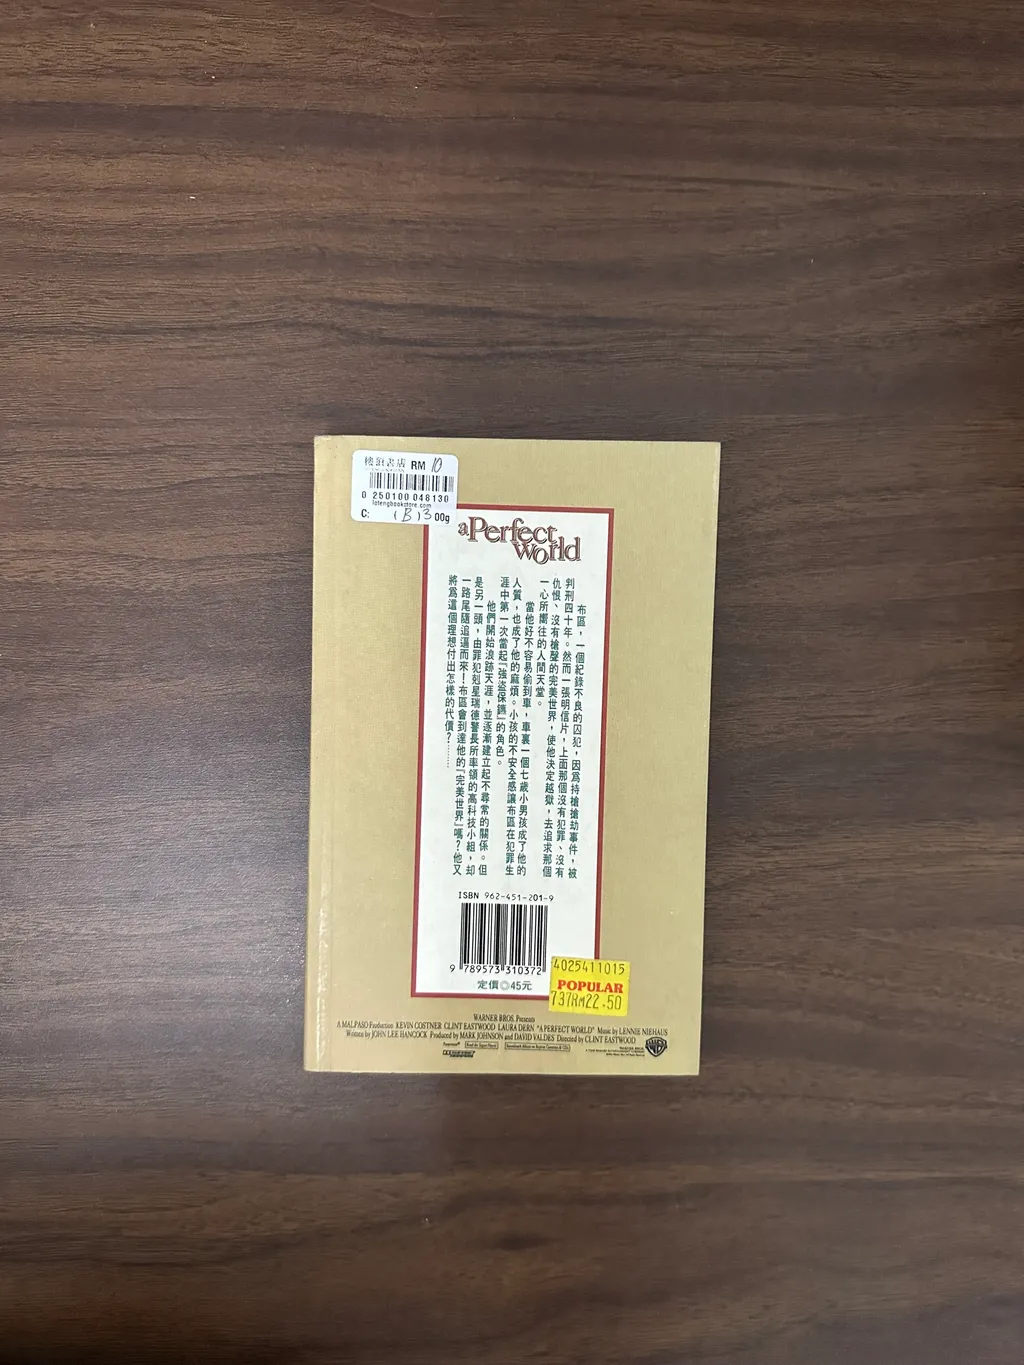 樓頂書店 RM 10
0 250100 048130
latengbookstore.com
C: (B) 300g
a Perfect
World
布區，一個紀錄不良的囚犯，因為持槍搶劫事件，被
判刑四十年。然而一張明信片，上面那個沒有犯罪、沒有
仇恨、沒有槍聲的完美世界，使他決定越獄，去追求那個
一心所嚮往的人間天堂。
當他好不容易偷到車，車裏一個七歲小男孩成了他的
人質，也成了他的麻煩。小孩的不安全感讓布區在犯罪生
涯中第一次當起『強盜保鑣』的角色。
他們開始浪跡天涯，並逐漸建立起不尋常的關係。但
是另一頭，由罪犯剋星瑞德警長所率領的高科技小組，却
一路尾隨追逼而來！布區會到達他的『完美世界』嗎？他又
將為這個理想付出怎樣的代價？……
ISBN 962-451-201-9
9 789573 310372
定價◎45元
4025411015
POPULAR
737RM22.50
WARNER BROS. Presents
A MALPASO Production KEVIN COSTNER CLINT EASTWOOD LAURA DERN "A PERFECT WORLD" Music by LENNIE NIEHAUS
Written by JOHN LEE HANCOCK Produced by MARK JOHNSON and DAVID VALDES Directed by CLINT EASTWOOD